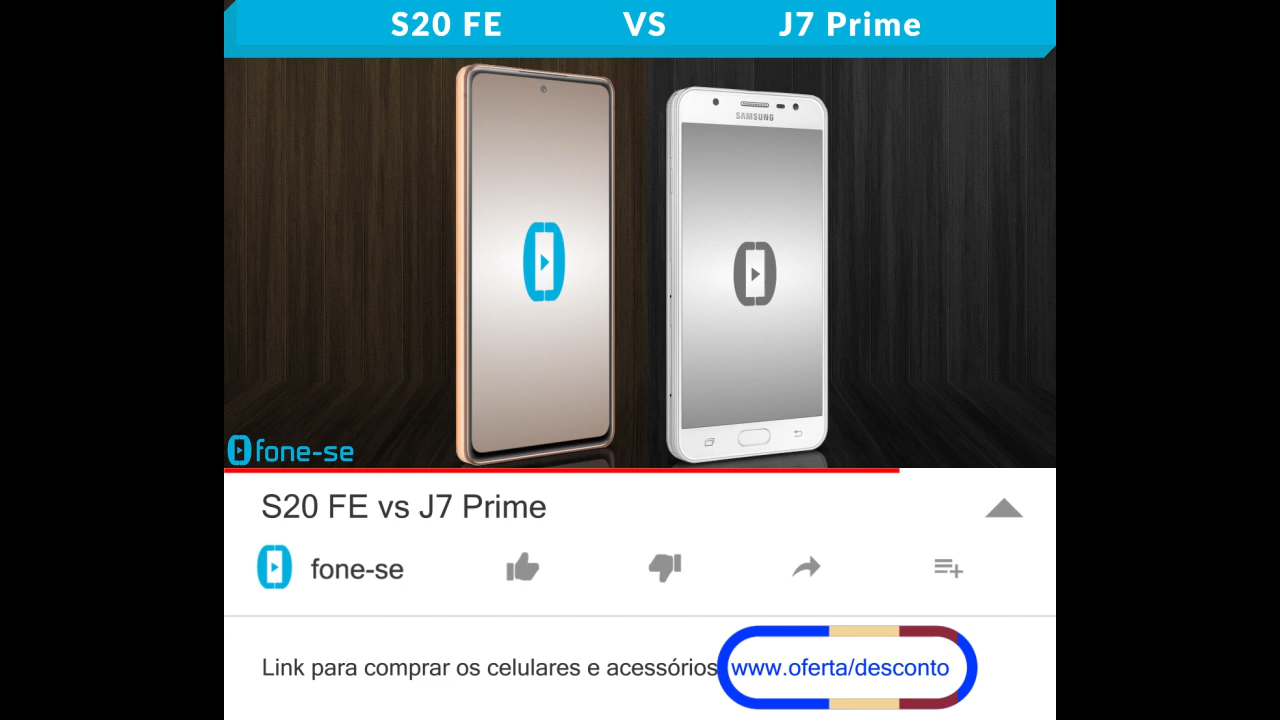 S20 FE VS J7 Prime
SAMSUNG
fone-se
S20 FE vs J7 Prime
fone-se
Link para comprar os celulares e acessórios www.oferta/desconto